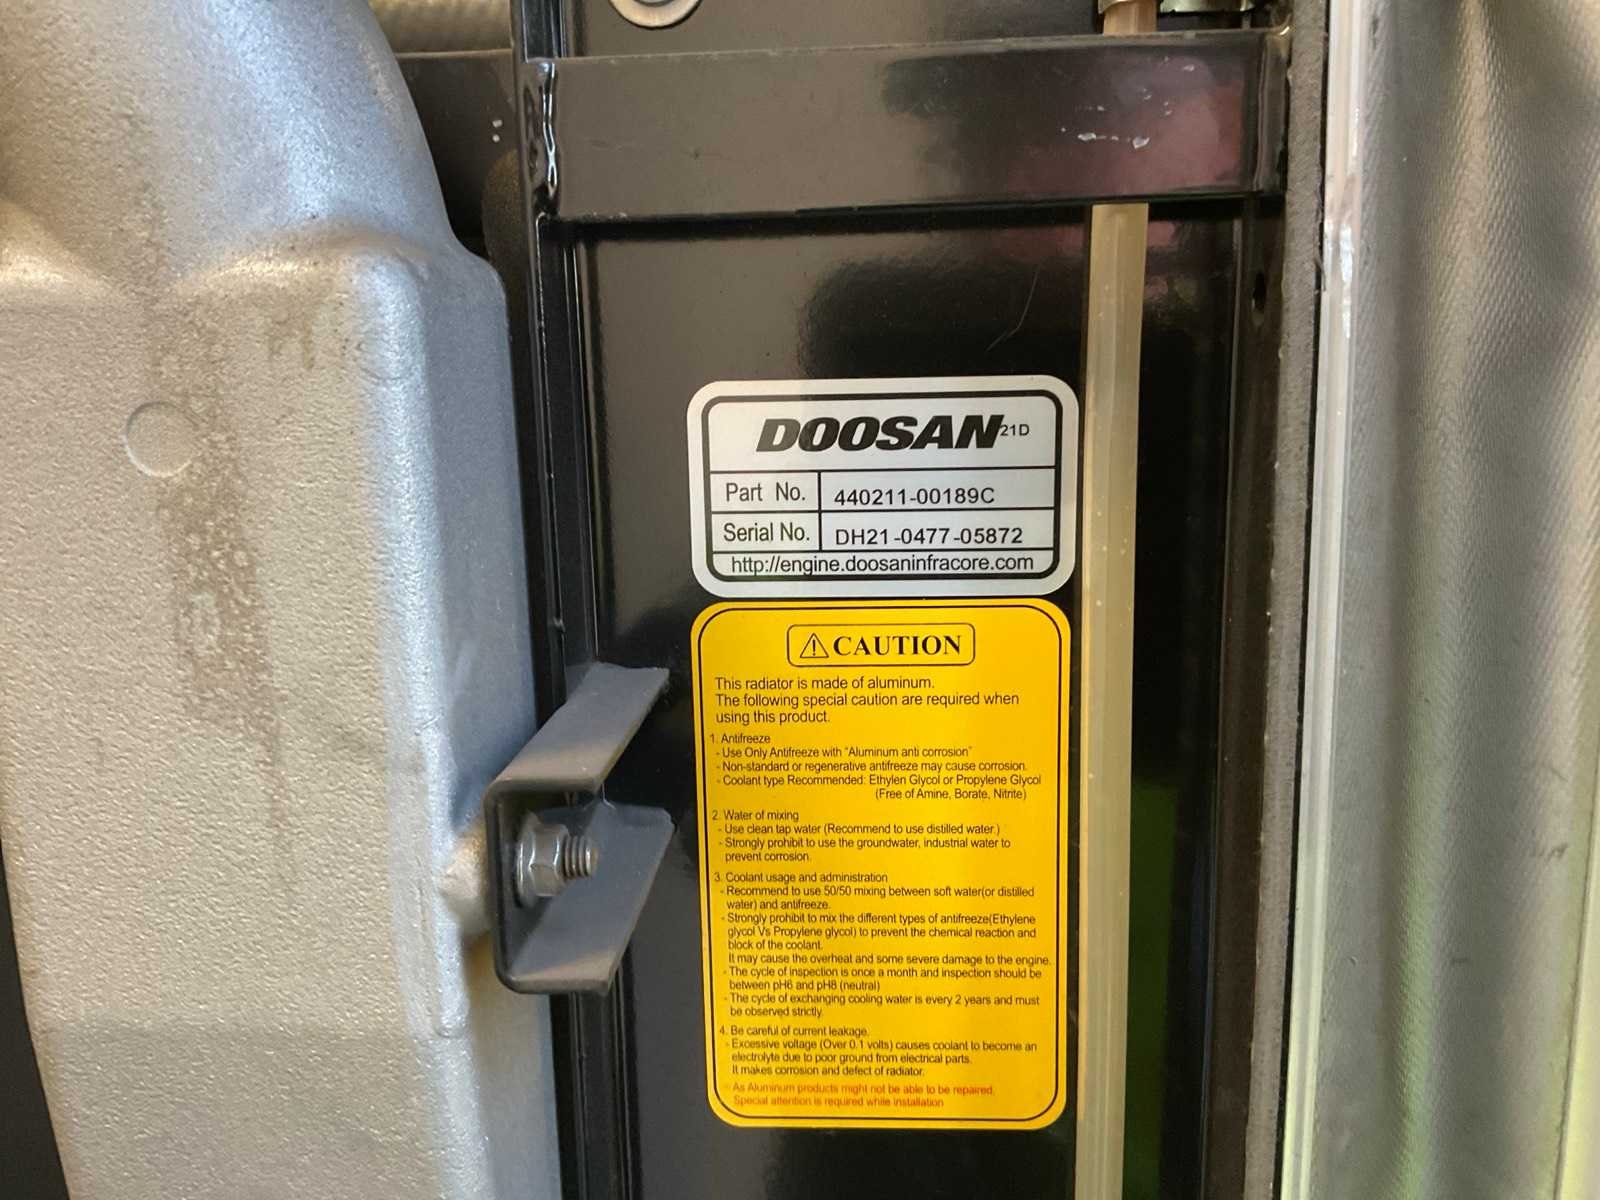 DOOSAN 21D
Part No. 440211-00189C
Serial No. DH21-0477-05872
http://engine.doosaninfracore.com
CAUTION
This radiator is made of aluminum.
The following special caution are required when
using this product.
1. Antifreeze
- Use Only Antifreeze with "Aluminum anti corrosion"
- Non-standard or regenerative antifreeze may cause corrosion.
- Coolant type Recommended: Ethylen Glycol or Propylene Glycol
(Free of Amine, Borate, Nitrite)
2. Water of mixing
- Use clean tap water (Recommend to use distilled water.)
- Strongly prohibit to use the groundwater, industrial water to
prevent corrosion.
3. Coolant usage and administration
- Recommend to use 50/50 mixing between soft water(or distilled
water) and antifreeze.
- Strongly prohibit to mix the different types of antifreeze(Ethylene
glycol Vs Propylene glycol) to prevent the chemical reaction and
block of the coolant.
It may cause the overheat and some severe damage to the engine.
- The cycle of inspection is once a month and inspection should be
between pH6 and pH8 (neutral)
- The cycle of exchanging cooling water is every 2 years and must
be observed strictly.
4. Be careful of current leakage.
- Excessive voltage (Over 0.1 volts) causes coolant to become an
electrolyte due to poor ground from electrical parts.
It makes corrosion and defect of radiator.
As Aluminum products might not be able to be repaired,
Special attention is required while installation